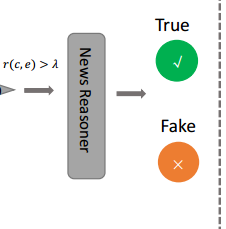 True
r(c, e) > λ
News Reasoner
√
Fake
×